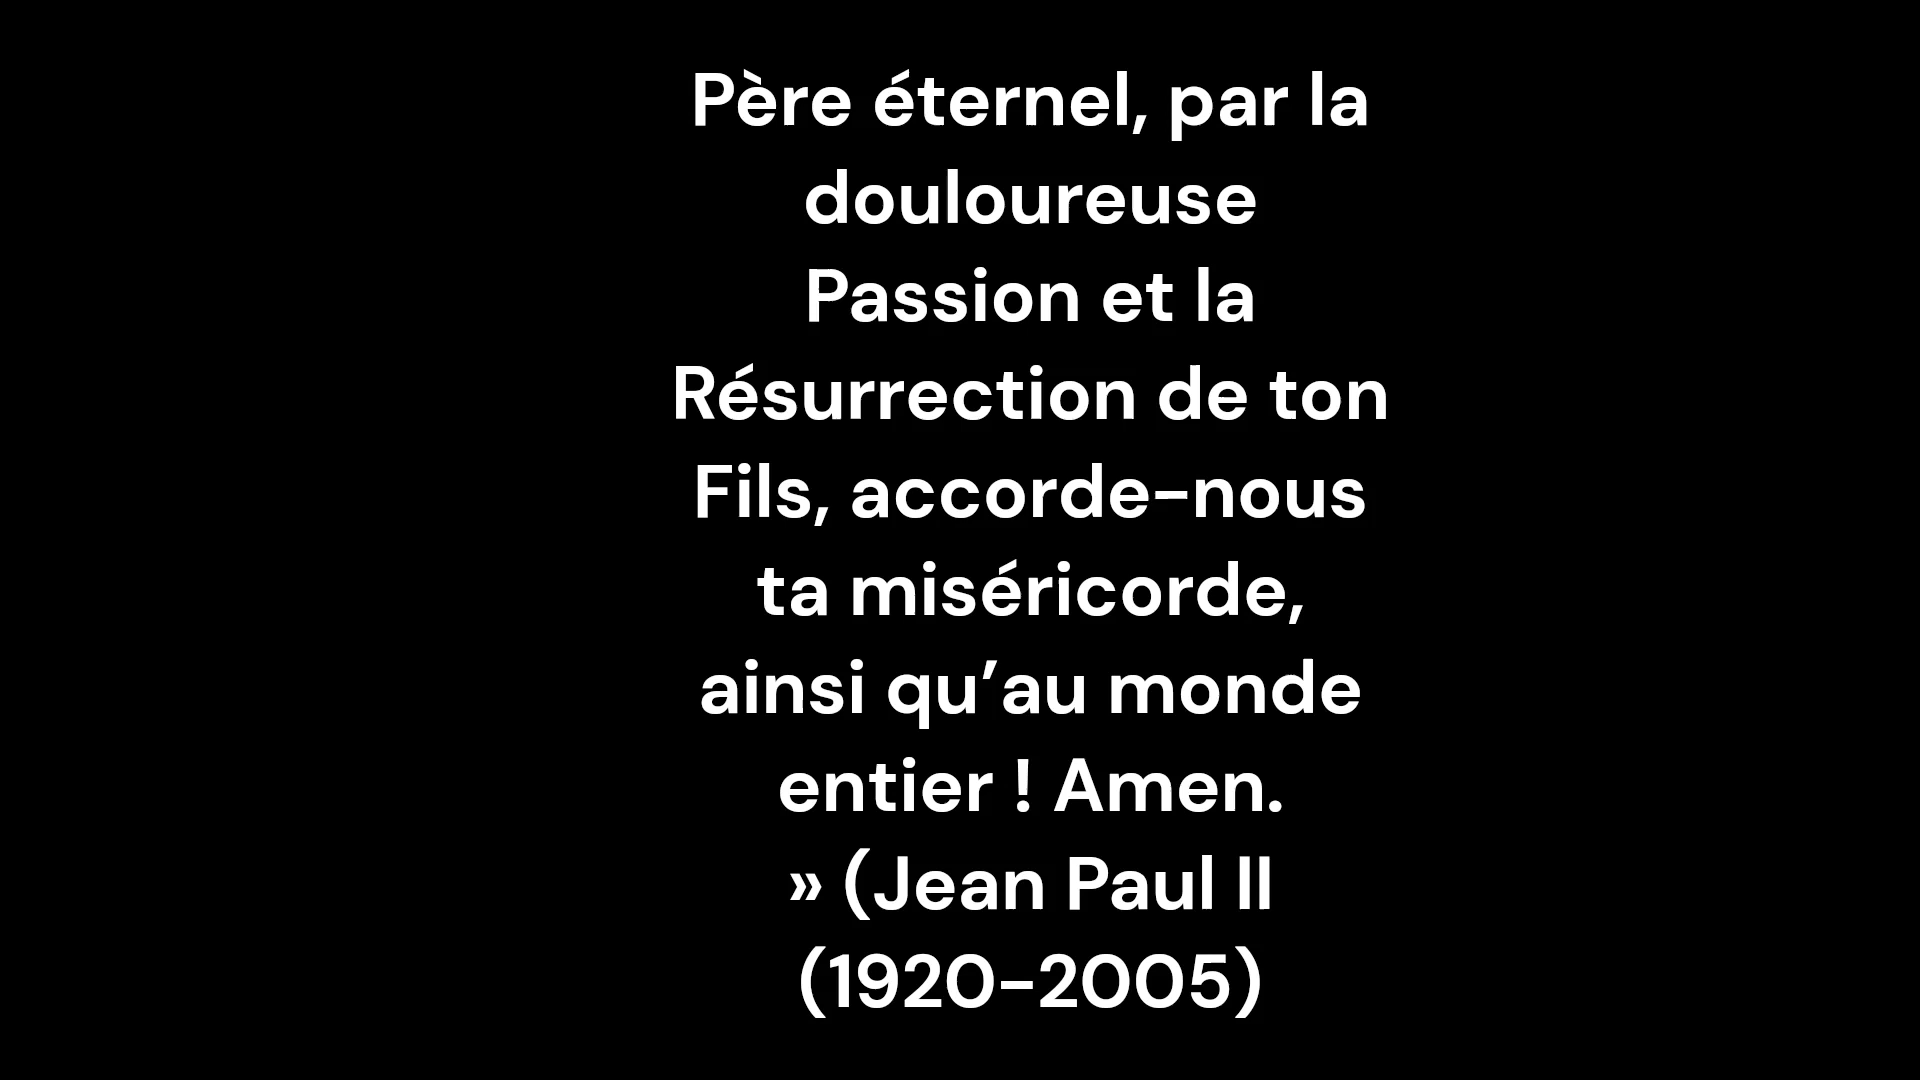 Père éternel, par la
douloureuse
Passion et la
Résurrection de ton
Fils, accorde-nous
ta miséricorde,
ainsi qu’au monde
entier ! Amen.
» (Jean Paul II
(1920-2005)